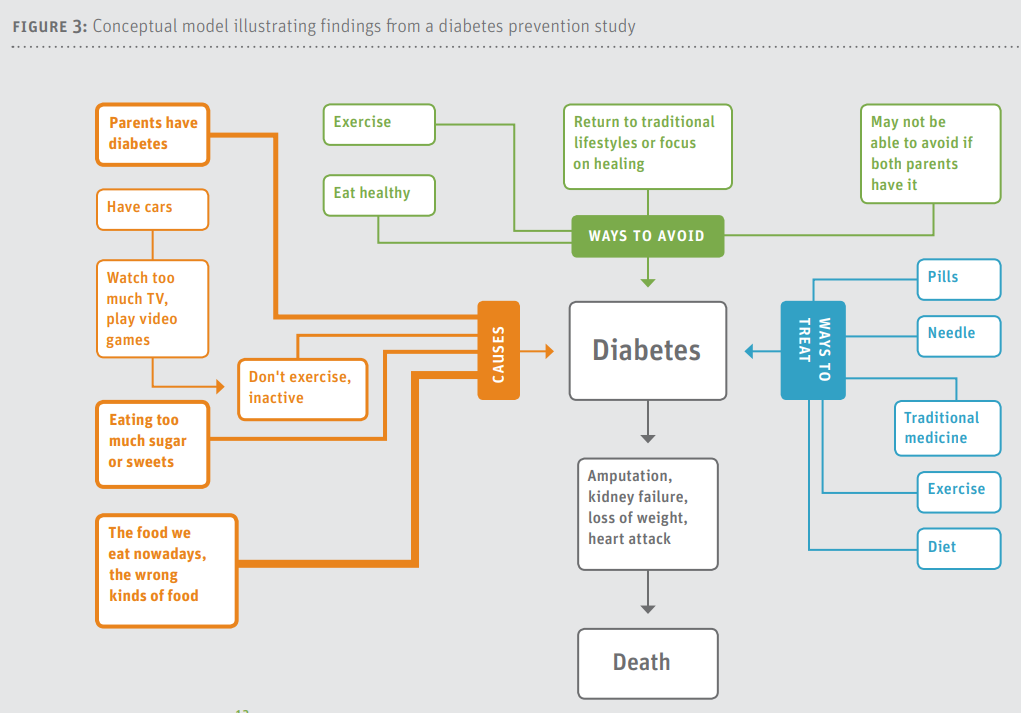 FIGURE 3: Conceptual model illustrating findings from a diabetes prevention study
Parents have
diabetes
Have cars
Watch too
much TV,
play video
games
Don't exercise,
inactive
Eating too
much sugar
or sweets
The food we
eat nowadays,
the wrong
kinds of food
CAUSES
Exercise
Eat healthy
Return to traditional
lifestyles or focus
on healing
May not be
able to avoid if
both parents
have it
WAYS TO AVOID
Diabetes
Amputation,
kidney failure,
loss of weight,
heart attack
Death
WAYS TO
TREAT
Pills
Needle
Traditional
medicine
Exercise
Diet